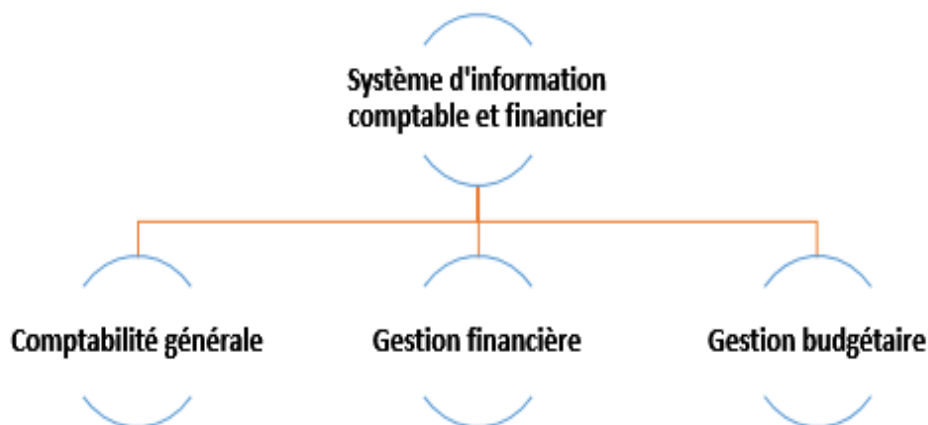 Système d'information
comptable et financier
Comptabilité générale
Gestion financière
Gestion budgétaire